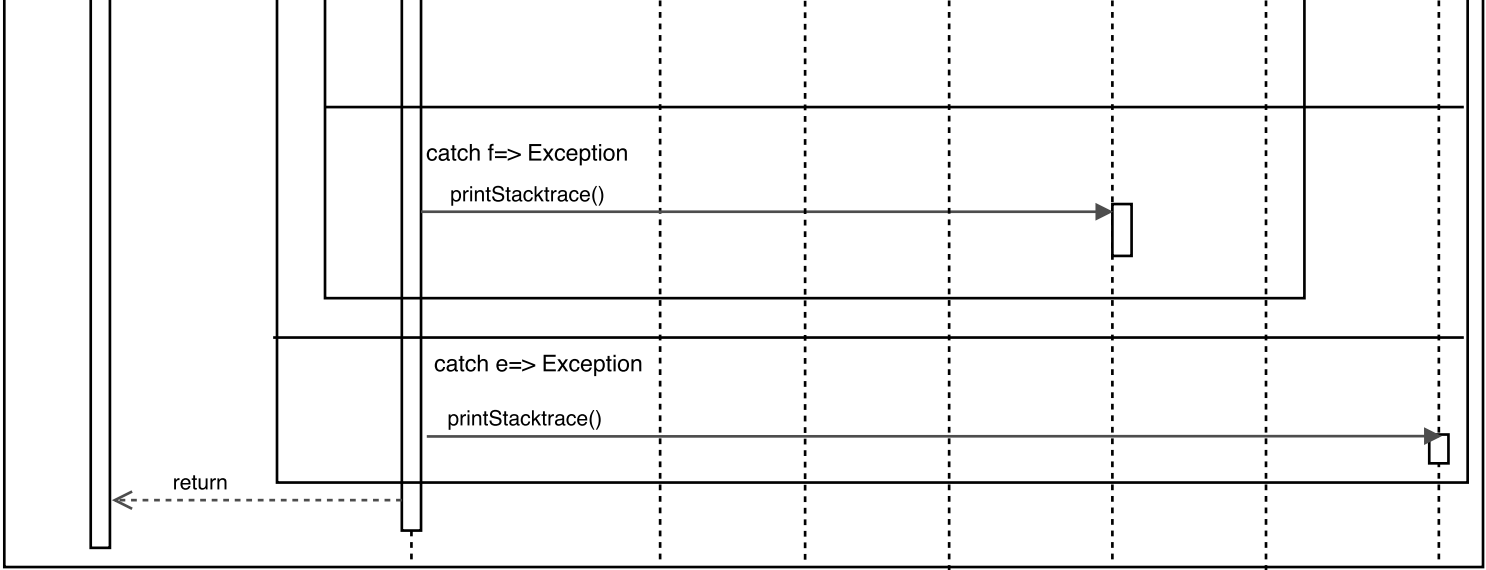 catch f=> Exception
printStacktrace()
catch e=> Exception
printStacktrace()
return